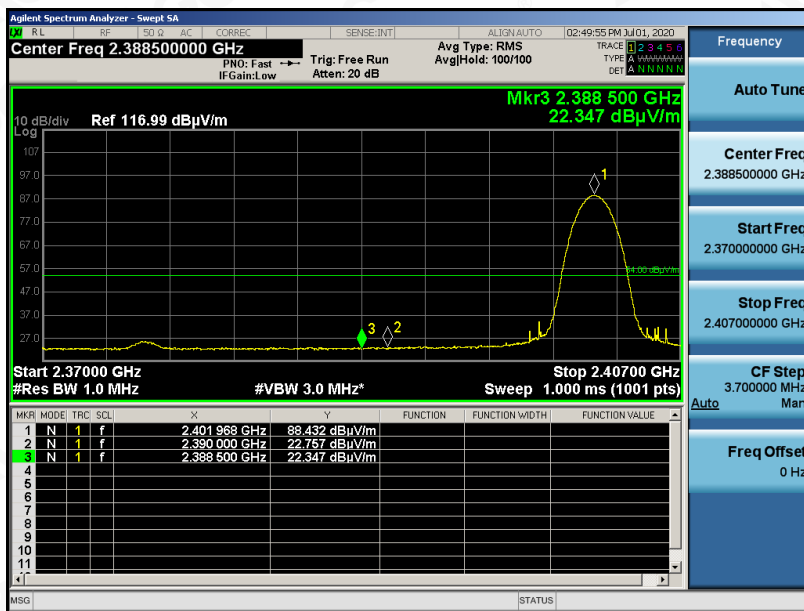 Agilent Spectrum Analyzer - Swept SA
LXI RL RF 50 Ω AC CORREC SENSE:INT ALIGN AUTO 02:49:55 PM Jul 01, 2020
Center Freq 2.388500000 GHz
PNO: Fast
IFGain:Low
Trig: Free Run
Atten: 20 dB
Avg Type: RMS
Avg|Hold: 100/100
TRACE 1 2 3 4 5 6
TYPE A WWWWW
DET A N N N N N
Mkr3 2.388 500 GHz
22.347 dBµV/m
10 dB/div Ref 116.99 dBµV/m
Log
107
97.0
87.0
77.0
67.0
57.0
47.0
37.0
27.0
1
54.00 dBµV/m
3 2
Start 2.37000 GHz Stop 2.40700 GHz
#Res BW 1.0 MHz #VBW 3.0 MHz* Sweep 1.000 ms (1001 pts)
MKR MODE TRC SCL X Y FUNCTION FUNCTION WIDTH FUNCTION VALUE
1 N 1 f 2.401 968 GHz 88.432 dBµV/m
2 N 1 f 2.390 000 GHz 22.757 dBµV/m
3 N 1 f 2.388 500 GHz 22.347 dBµV/m
4
5
6
7
8
9
10
11
MSG STATUS
Frequency
Auto Tune
Center Freq
2.388500000 GHz
Start Freq
2.370000000 GHz
Stop Freq
2.407000000 GHz
CF Step
3.700000 MHz
Auto Man
Freq Offset
0 Hz